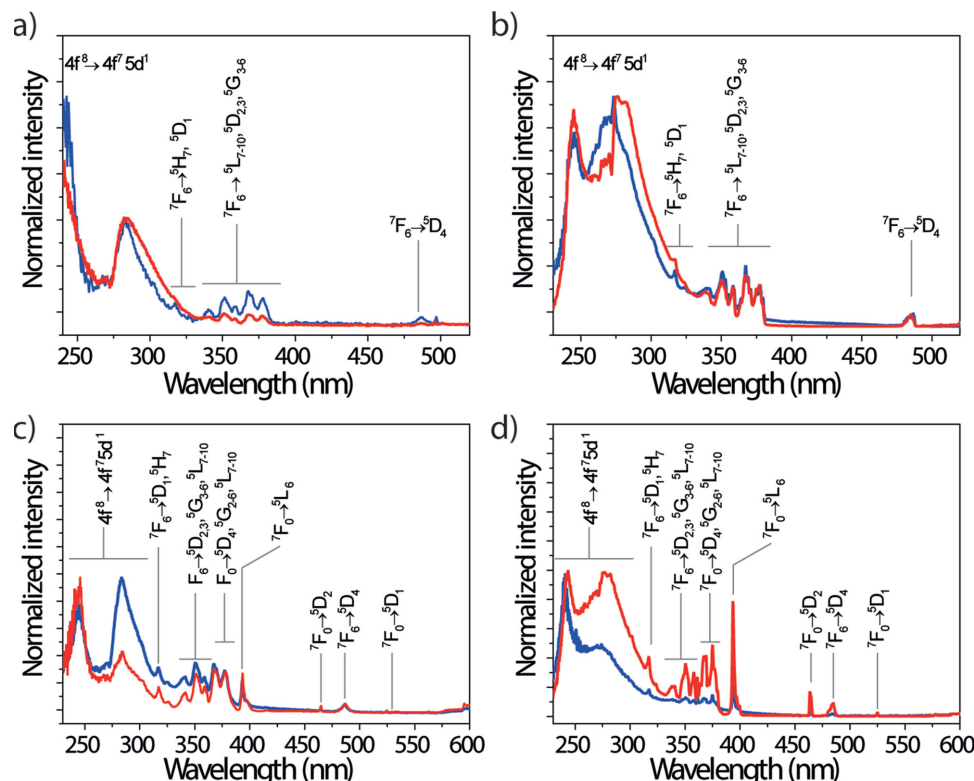 a)
4f⁸→4f⁷5d¹
⁷F₆→⁵H₇, ⁵D₁
⁷F₆→⁵L₇₋₁₀, ⁵D₂,₃, ⁵G₃₋₆
⁷F₆→⁵D₄
Normalized intensity
250 300 350 400 450 500
Wavelength (nm)
b)
4f⁸→4f⁷5d¹
⁷F₆→⁵H₇, ⁵D₁
⁷F₆→⁵L₇₋₁₀, ⁵D₂,₃, ⁵G₃₋₆
⁷F₆→⁵D₄
Normalized intensity
250 300 350 400 450 500
Wavelength (nm)
c)
4f⁸→4f⁷5d¹
⁷F₆→⁵D₁, ⁵H₇
F₆→⁵D₂,₃, ⁵G₃₋₆, ⁵L₇₋₁₀
F₀→⁵D₄, ⁵G₂₋₆, ⁵L₇₋₁₀
⁷F₀→⁵L₆
⁷F₀→⁵D₂
⁷F₆→⁵D₄
⁷F₀→⁵D₁
Normalized intensity
250 300 350 400 450 500 550 600
Wavelength (nm)
d)
4f⁸→4f⁷5d¹
⁷F₆→⁵D₁, ⁵H₇
⁷F₆→⁵D₂,₃, ⁵G₃₋₆, ⁵L₇₋₁₀
⁷F₀→⁵D₄, ⁵G₂₋₆, ⁵L₇₋₁₀
⁷F₀→⁵L₆
⁷F₀→⁵D₂
⁷F₆→⁵D₄
⁷F₀→⁵D₁
Normalized intensity
250 300 350 400 450 500 550 600
Wavelength (nm)